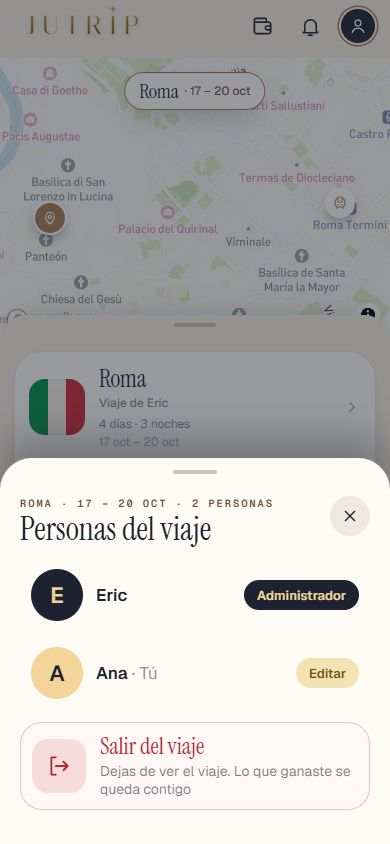 JUTRIP
Casa di Goethe
Roma · 17 – 20 oct
rti Sallustiani
Pacis Augustae
Castro P
Basílica di San
Lorenzo in Lucina
Termas de Diocleciano
Palacio del Quirinal
Roma Termini
Viminale
Panteón
Basílica de Santa
María la Mayor
Chiesa del Gesù
Roma
Viaje de Eric
4 días · 3 noches
17 oct – 20 oct
ROMA · 17 – 20 OCT · 2 PERSONAS
Personas del viaje
E
Eric
Administrador
A
Ana · Tú
Editar
Salir del viaje
Dejas de ver el viaje. Lo que ganaste se
queda contigo